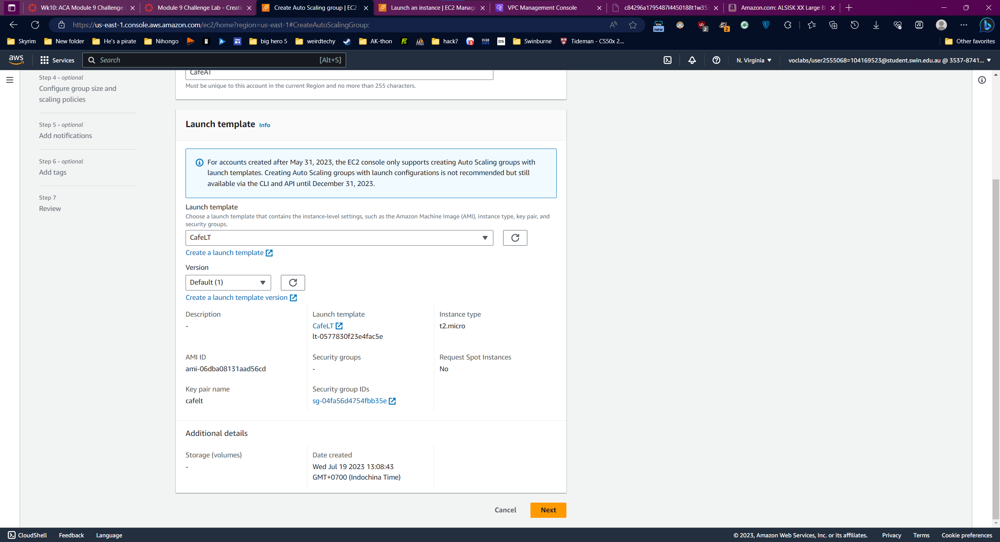 Wk10: ACA Module 9 Challenge
Module 9 Challenge Lab - Creati
Create Auto Scaling group | EC2
Launch an instance | EC2 Manage
VPC Management Console
c84296a1795487l4450188t1w353
Amazon.com: ALSISK XX Large B
https://us-east-1.console.aws.amazon.com/ec2/home?region=us-east-1#CreateAutoScalingGroup:
new
2
2
Skyrim
New folder
He's a pirate
Nihongo
big hero 5
weirdtechy
AK-thon
hack?
DS
Swinburne
Tideman - CS50x 2...
Other favorites
aws
Services
Search
[Alt+S]
N. Virginia
voclabs/user2555068=104169523@student.swin.edu.au @ 3537-8741...
Step 4 - optional
Configure group size and
scaling policies
Step 5 - optional
Add notifications
Step 6 - optional
Add tags
Step 7
Review
CafeAT
Must be unique to this account in the current Region and no more than 255 characters.
Launch template Info
For accounts created after May 31, 2023, the EC2 console only supports creating Auto Scaling groups with
launch templates. Creating Auto Scaling groups with launch configurations is not recommended but still
available via the CLI and API until December 31, 2023.
Launch template
Choose a launch template that contains the instance-level settings, such as the Amazon Machine Image (AMI), instance type, key pair, and
security groups.
CafeLT
Create a launch template
Version
Default (1)
Create a launch template version
Description
-
Launch template
CafeLT
lt-0577830f23e4fac5e
Instance type
t2.micro
AMI ID
ami-06dba08131aad56cd
Security groups
-
Request Spot Instances
No
Key pair name
cafelt
Security group IDs
sg-04fa56d4754fbb35e
Additional details
Storage (volumes)
-
Date created
Wed Jul 19 2023 13:08:43
GMT+0700 (Indochina Time)
Cancel
Next
CloudShell
Feedback
Language
© 2023, Amazon Web Services, Inc. or its affiliates.
Privacy
Terms
Cookie preferences